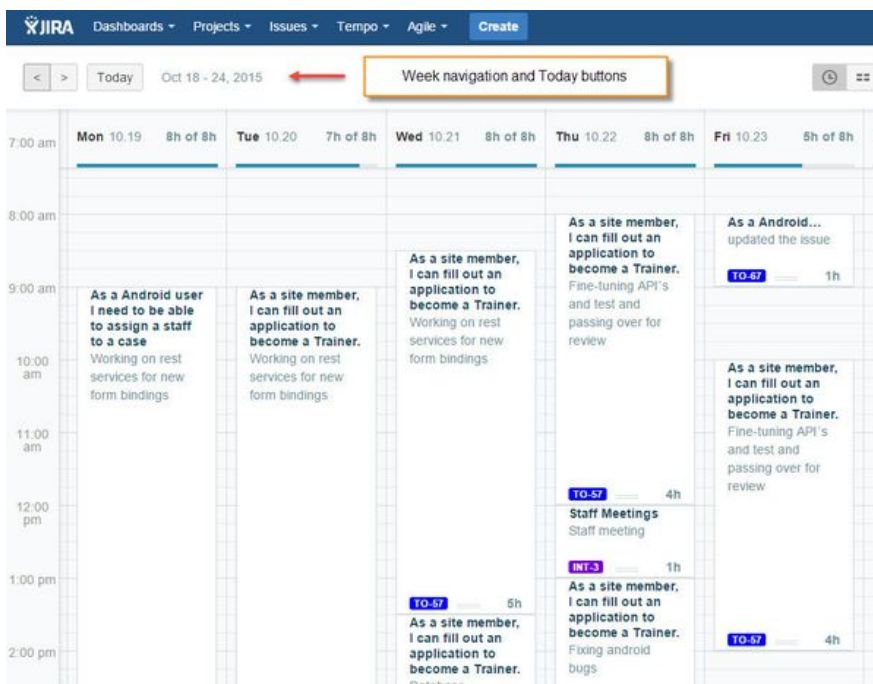 JIRA Dashboards Projects Issues Tempo Agile Create
< > Today Oct 18 - 24, 2015 Week navigation and Today buttons
7:00 am
Mon 10.19 8h of 8h
Tue 10.20 7h of 8h
Wed 10.21 8h of 8h
Thu 10.22 8h of 8h
Fri 10.23 5h of 8h
8:00 am
9:00 am
10:00
am
11:00
am
12:00
pm
1:00 pm
2:00 pm
As a Android user
I need to be able
to assign a staff
to a case
Working on rest
services for new
form bindings
As a site member,
I can fill out an
application to
become a Trainer.
Working on rest
services for new
form bindings
As a site member,
I can fill out an
application to
become a Trainer.
Working on rest
services for new
form bindings
TO-57 5h
As a site member,
I can fill out an
application to
become a Trainer.
Database
As a site member,
I can fill out an
application to
become a Trainer.
Fine-tuning API's
and test and
passing over for
review
TO-57 4h
Staff Meetings
Staff meeting
INT-3 1h
As a site member,
I can fill out an
application to
become a Trainer.
Fixing android
bugs
As a Android...
updated the issue
TO-67 1h
As a site member,
I can fill out an
application to
become a Trainer.
Fine-tuning API's
and test and
passing over for
review
TO-57 4h